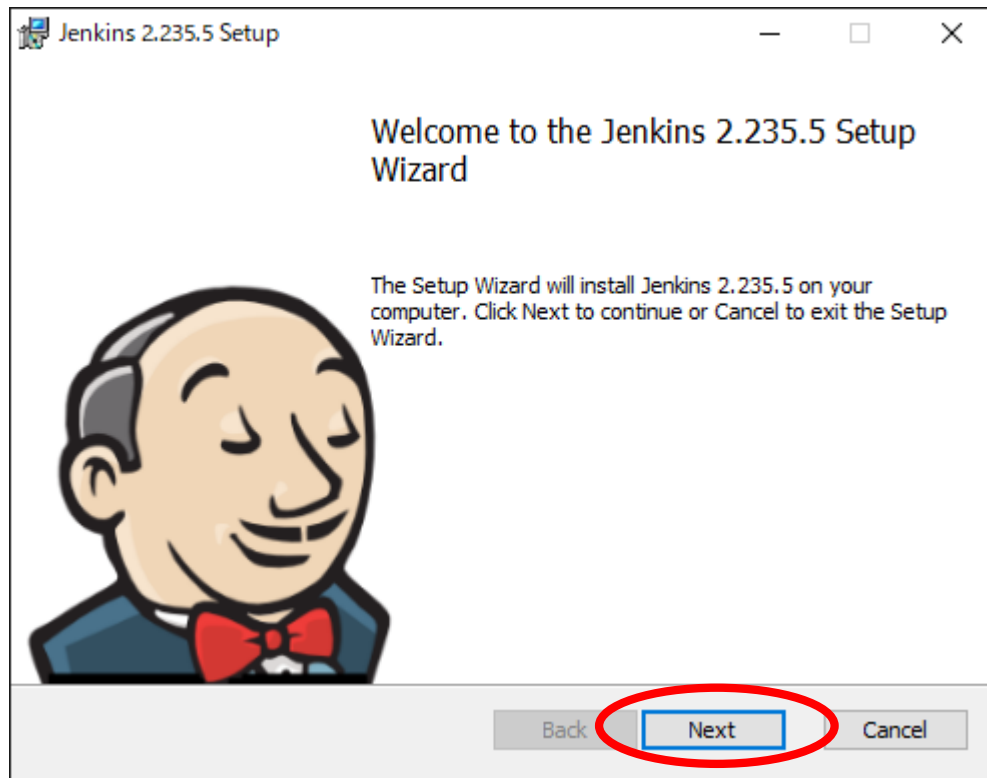 Jenkins 2.235.5 Setup
Welcome to the Jenkins 2.235.5 Setup
Wizard
The Setup Wizard will install Jenkins 2.235.5 on your
computer. Click Next to continue or Cancel to exit the Setup
Wizard.
Back Next Cancel